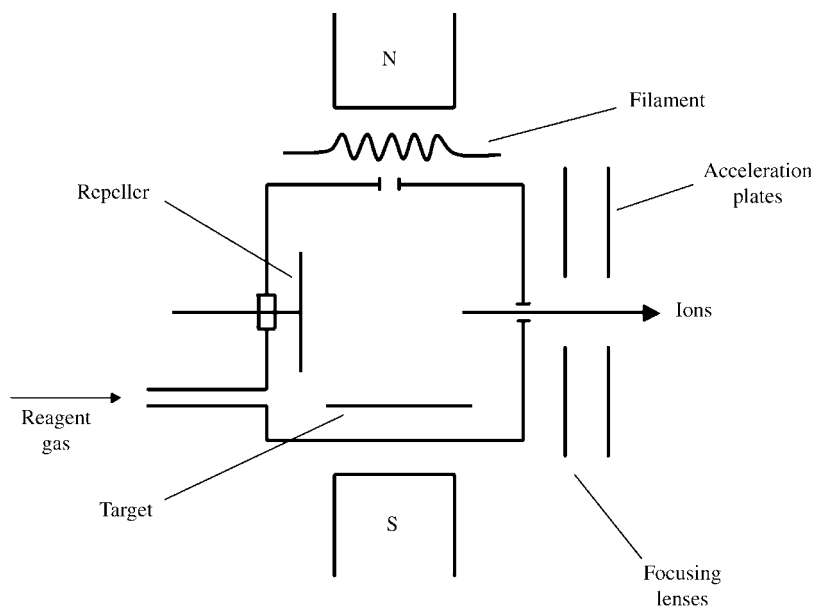 N
Filament
Acceleration
plates
Repeller
Ions
Reagent
gas
Target
S
Focusing
lenses